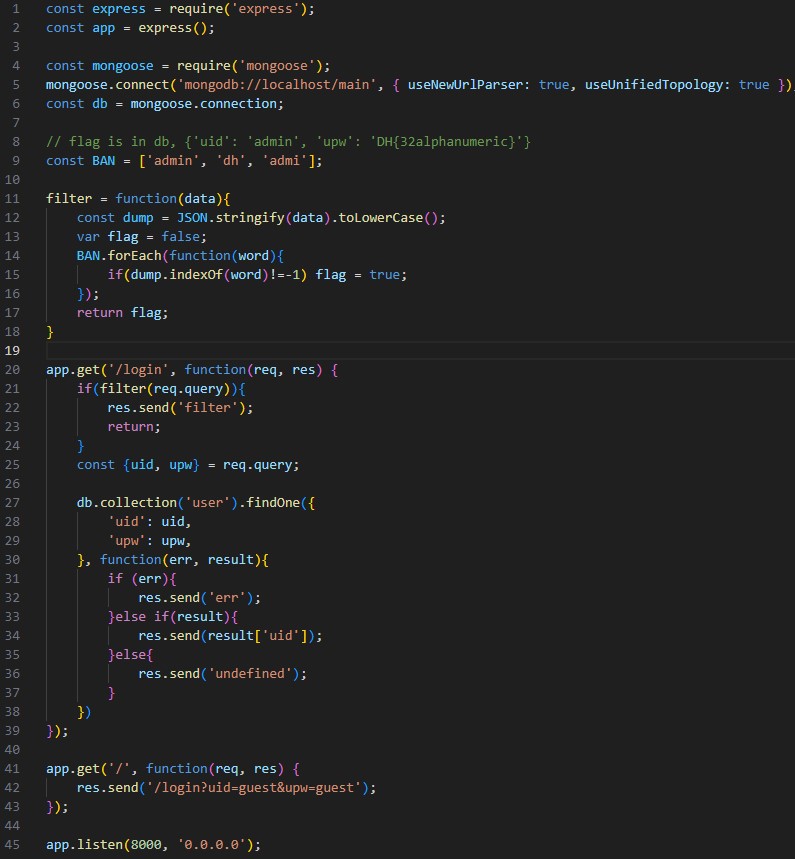 1 const express = require('express');
2 const app = express();
3
4 const mongoose = require('mongoose');
5 mongoose.connect('mongodb://localhost/main', { useNewUrlParser: true, useUnifiedTopology: true })
6 const db = mongoose.connection;
7
8 // flag is in db, {'uid': 'admin', 'upw': 'DH{32alphanumeric}'}
9 const BAN = ['admin', 'dh', 'admi'];
10
11 filter = function(data){
12     const dump = JSON.stringify(data).toLowerCase();
13     var flag = false;
14     BAN.forEach(function(word){
15         if(dump.indexOf(word)!=-1) flag = true;
16     });
17     return flag;
18 }
19
20 app.get('/login', function(req, res) {
21     if(filter(req.query)){
22         res.send('filter');
23         return;
24     }
25     const {uid, upw} = req.query;
26
27     db.collection('user').findOne({
28         'uid': uid,
29         'upw': upw,
30     }, function(err, result){
31         if (err){
32             res.send('err');
33         }else if(result){
34             res.send(result['uid']);
35         }else{
36             res.send('undefined');
37         }
38     })
39 });
40
41 app.get('/', function(req, res) {
42     res.send('/login?uid=guest&upw=guest');
43 });
44
45 app.listen(8000, '0.0.0.0');